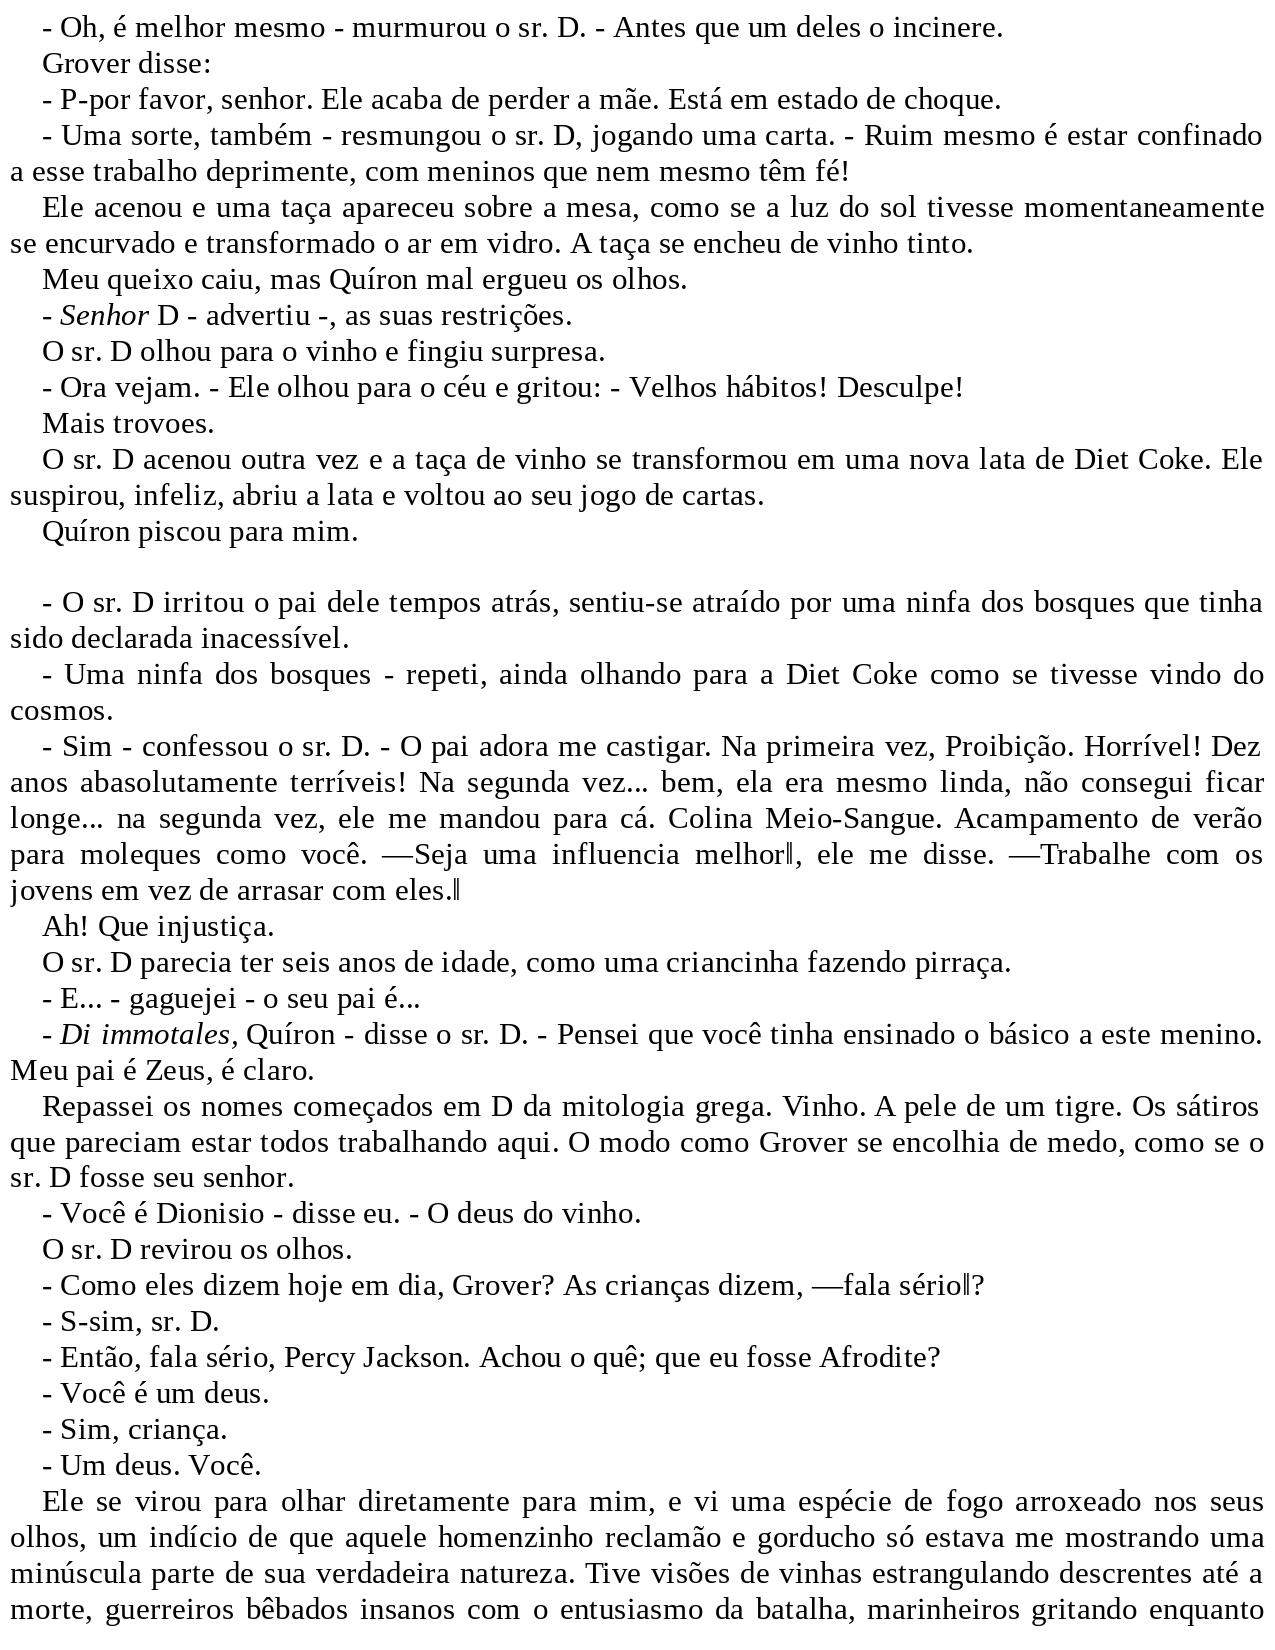 - Oh, é melhor mesmo - murmurou o sr. D. - Antes que um deles o incinere.
Grover disse:
- P-por favor, senhor. Ele acaba de perder a mãe. Está em estado de choque.
- Uma sorte, também - resmungou o sr. D, jogando uma carta. - Ruim mesmo é estar confinado
a esse trabalho deprimente, com meninos que nem mesmo têm fé!
Ele acenou e uma taça apareceu sobre a mesa, como se a luz do sol tivesse momentaneamente
se encurvado e transformado o ar em vidro. A taça se encheu de vinho tinto.
Meu queixo caiu, mas Quíron mal ergueu os olhos.
- Senhor D - advertiu -, as suas restrições.
O sr. D olhou para o vinho e fingiu surpresa.
- Ora vejam. - Ele olhou para o céu e gritou: - Velhos hábitos! Desculpe!
Mais trovoes.
O sr. D acenou outra vez e a taça de vinho se transformou em uma nova lata de Diet Coke. Ele
suspirou, infeliz, abriu a lata e voltou ao seu jogo de cartas.
Quíron piscou para mim.
- O sr. D irritou o pai dele tempos atrás, sentiu-se atraído por uma ninfa dos bosques que tinha
sido declarada inacessível.
- Uma ninfa dos bosques - repeti, ainda olhando para a Diet Coke como se tivesse vindo do
cosmos.
- Sim - confessou o sr. D. - O pai adora me castigar. Na primeira vez, Proibição. Horrível! Dez
anos abasolutamente terríveis! Na segunda vez... bem, ela era mesmo linda, não consegui ficar
longe... na segunda vez, ele me mandou para cá. Colina Meio-Sangue. Acampamento de verão
para moleques como você. ―Seja uma influencia melhor‖, ele me disse. ―Trabalhe com os
jovens em vez de arrasar com eles.‖
Ah! Que injustiça.
O sr. D parecia ter seis anos de idade, como uma criancinha fazendo pirraça.
- E... - gaguejei - o seu pai é...
- Di immotales, Quíron - disse o sr. D. - Pensei que você tinha ensinado o básico a este menino.
Meu pai é Zeus, é claro.
Repassei os nomes começados em D da mitologia grega. Vinho. A pele de um tigre. Os sátiros
que pareciam estar todos trabalhando aqui. O modo como Grover se encolhia de medo, como se o
sr. D fosse seu senhor.
- Você é Dionisio - disse eu. - O deus do vinho.
O sr. D revirou os olhos.
- Como eles dizem hoje em dia, Grover? As crianças dizem, ―fala sério‖?
- S-sim, sr. D.
- Então, fala sério, Percy Jackson. Achou o quê; que eu fosse Afrodite?
- Você é um deus.
- Sim, criança.
- Um deus. Você.
Ele se virou para olhar diretamente para mim, e vi uma espécie de fogo arroxeado nos seus
olhos, um indício de que aquele homenzinho reclamão e gorducho só estava me mostrando uma
minúscula parte de sua verdadeira natureza. Tive visões de vinhas estrangulando descrentes até a
morte, guerreiros bêbados insanos com o entusiasmo da batalha, marinheiros gritando enquanto